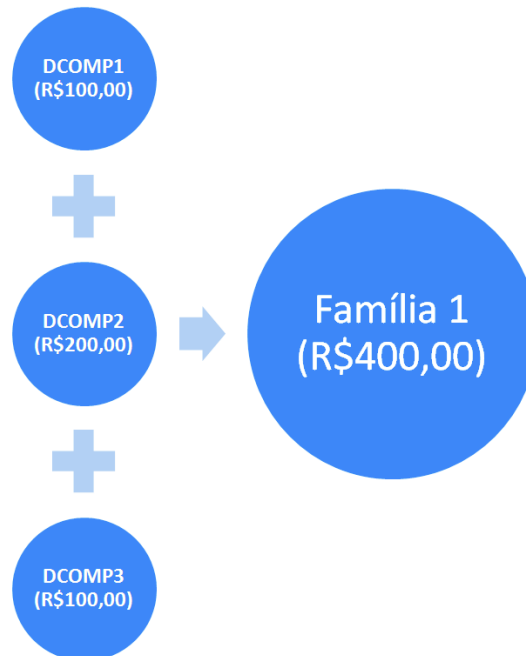 DCOMP1
(R$100,00)
DCOMP2
(R$200,00)
Família 1
(R$400,00)
DCOMP3
(R$100,00)